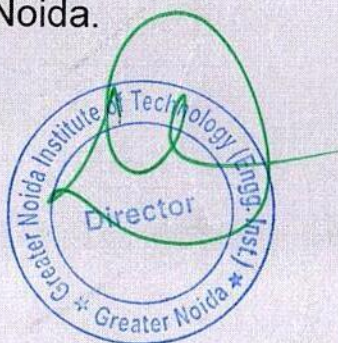 Noida.
Greater Noida Institute of Technology (Engg. Inst.)
Director
Greater Noida